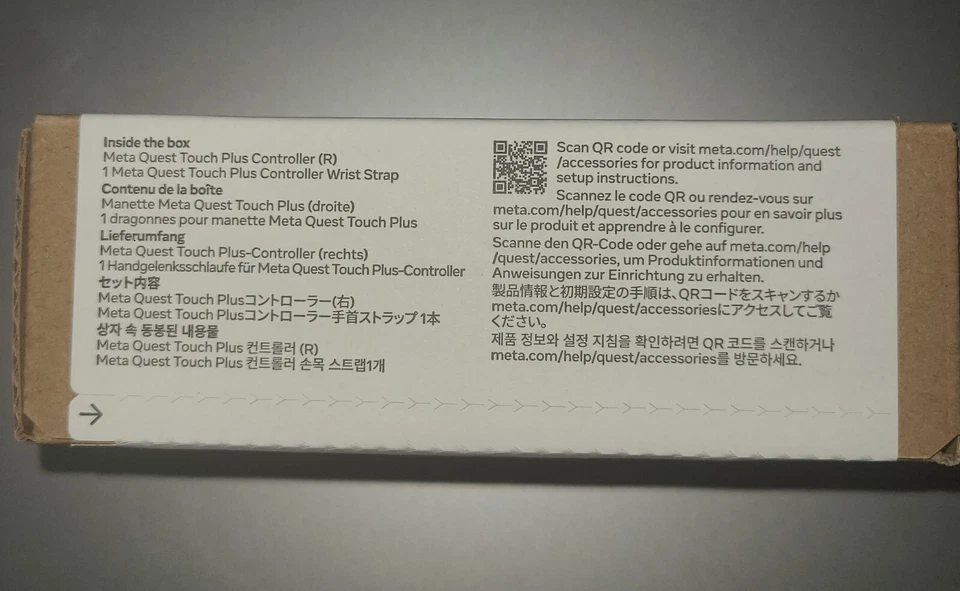 Inside the box
Meta Quest Touch Plus Controller (R)
1 Meta Quest Touch Plus Controller Wrist Strap
Contenu de la boîte
Manette Meta Quest Touch Plus (droite)
1 dragonnes pour manette Meta Quest Touch Plus
Lieferumfang
Meta Quest Touch Plus-Controller (rechts)
1 Handgelenksschlaufe für Meta Quest Touch Plus-Controller
セット内容
Meta Quest Touch Plusコントローラー(右)
Meta Quest Touch Plusコントローラー手首ストラップ 1本
상자 속 동봉된 내용물
Meta Quest Touch Plus 컨트롤러 (R)
Meta Quest Touch Plus 컨트롤러 손목 스트랩1개
Scan QR code or visit meta.com/help/quest
/accessories for product information and
setup instructions.
Scannez le code QR ou rendez-vous sur
meta.com/help/quest/accessories pour en savoir plus
sur le produit et apprendre à le configurer.
Scanne den QR-Code oder gehe auf meta.com/help
/quest/accessories, um Produktinformationen und
Anweisungen zur Einrichtung zu erhalten.
製品情報と初期設定の手順は、QRコードをスキャンするか
meta.com/help/quest/accessoriesにアクセスしてご覧
ください。
제품 정보와 설정 지침을 확인하려면 QR 코드를 스캔하거나
meta.com/help/quest/accessories를 방문하세요.